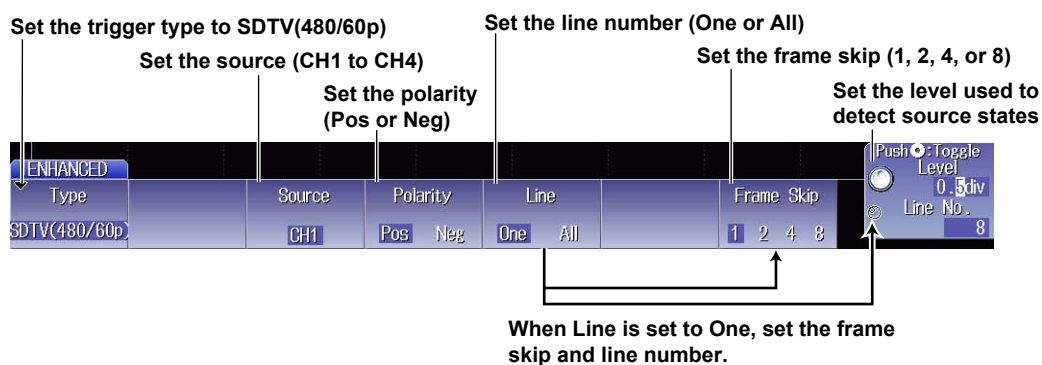 Set the trigger type to SDTV(480/60p)
Set the source (CH1 to CH4)
Set the polarity
(Pos or Neg)
Set the line number (One or All)
Set the frame skip (1, 2, 4, or 8)
Set the level used to
detect source states
ENHANCED
Type
SDTV(480/60p)
Source
CH1
Polarity
Pos Neg
Line
One All
Frame Skip
1 2 4 8
Push :Toggle
Level
0.5div
Line No.
8
When Line is set to One, set the frame
skip and line number.